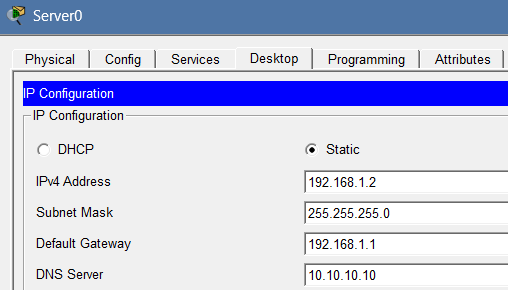 Server0
Physical Config Services Desktop Programming Attributes
IP Configuration
IP Configuration
DHCP Static
IPv4 Address 192.168.1.2
Subnet Mask 255.255.255.0
Default Gateway 192.168.1.1
DNS Server 10.10.10.10